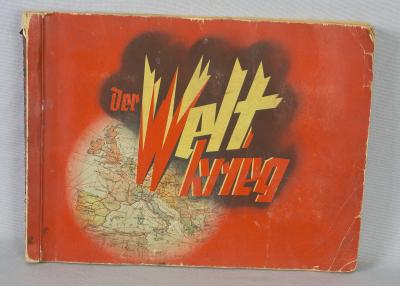 der
Welt
krieg